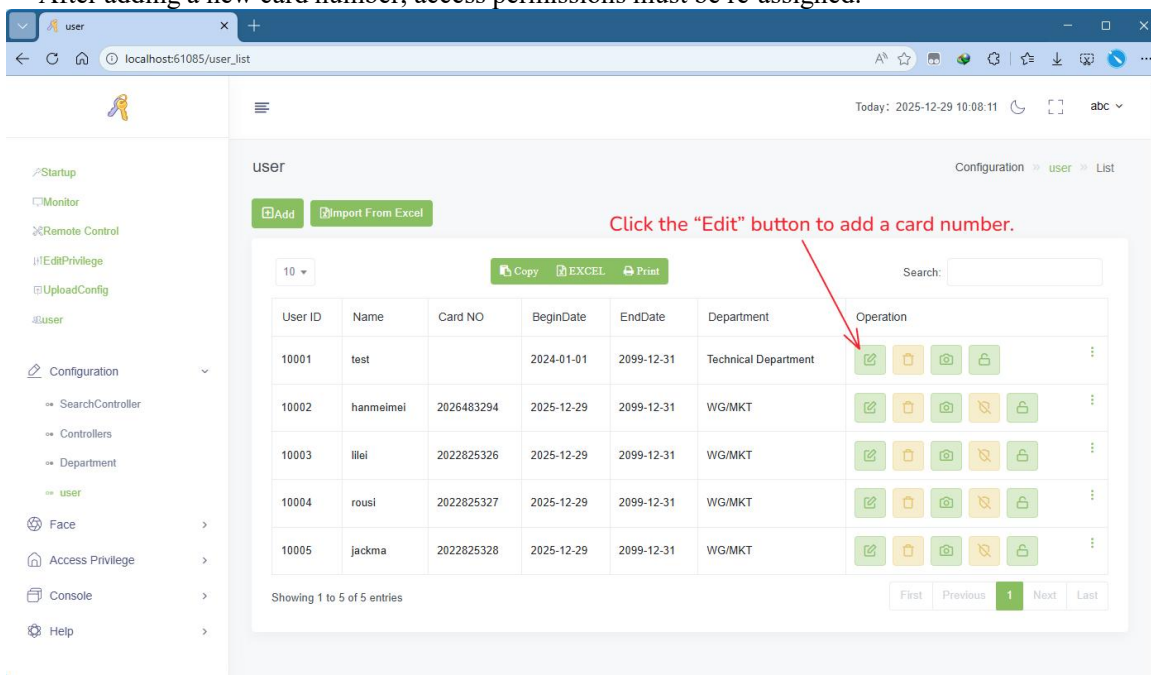 After adding a new card number, access permissions must be re-assigned.
user
localhost:61085/user_list
Today: 2025-12-29 10:08:11 abc
Startup
Monitor
Remote Control
EditPrivilege
UploadConfig
user
Configuration
SearchController
Controllers
Department
user
Face
Access Privilege
Console
Help
user
Configuration » user » List
Add Import From Excel
Click the “Edit” button to add a card number.
10 Copy EXCEL Print Search:
User ID Name Card NO BeginDate EndDate Department Operation
10001 test 2024-01-01 2099-12-31 Technical Department
10002 hanmeimei 2026483294 2025-12-29 2099-12-31 WG/MKT
10003 lilei 2022825326 2025-12-29 2099-12-31 WG/MKT
10004 rousi 2022825327 2025-12-29 2099-12-31 WG/MKT
10005 jackma 2022825328 2025-12-29 2099-12-31 WG/MKT
Showing 1 to 5 of 5 entries First Previous 1 Next Last